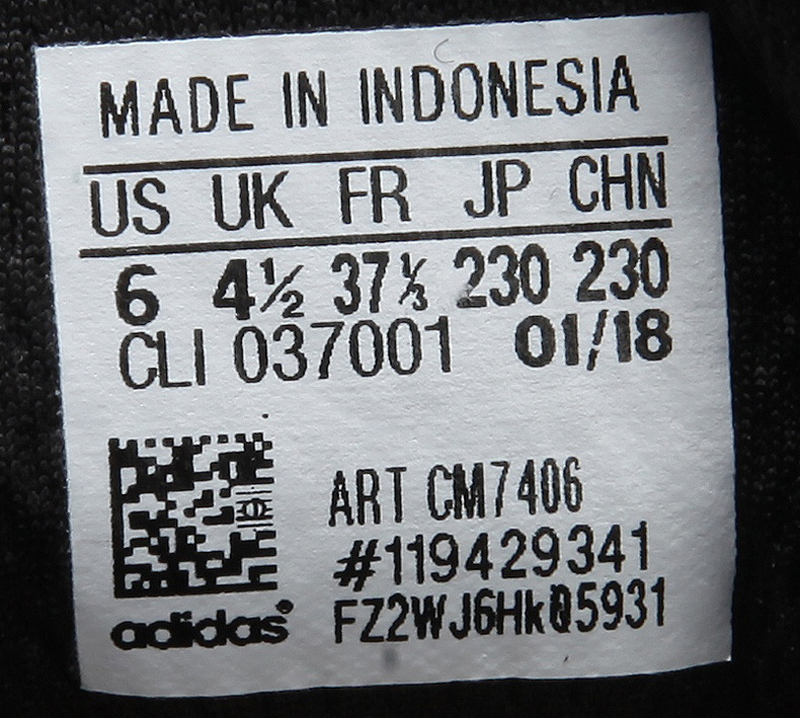 MADE IN INDONESIA
US UK FR JP CHN
6 4½ 37⅓ 230 230
CLI 037001 01/18
ART CM7406
#119429341
adidas